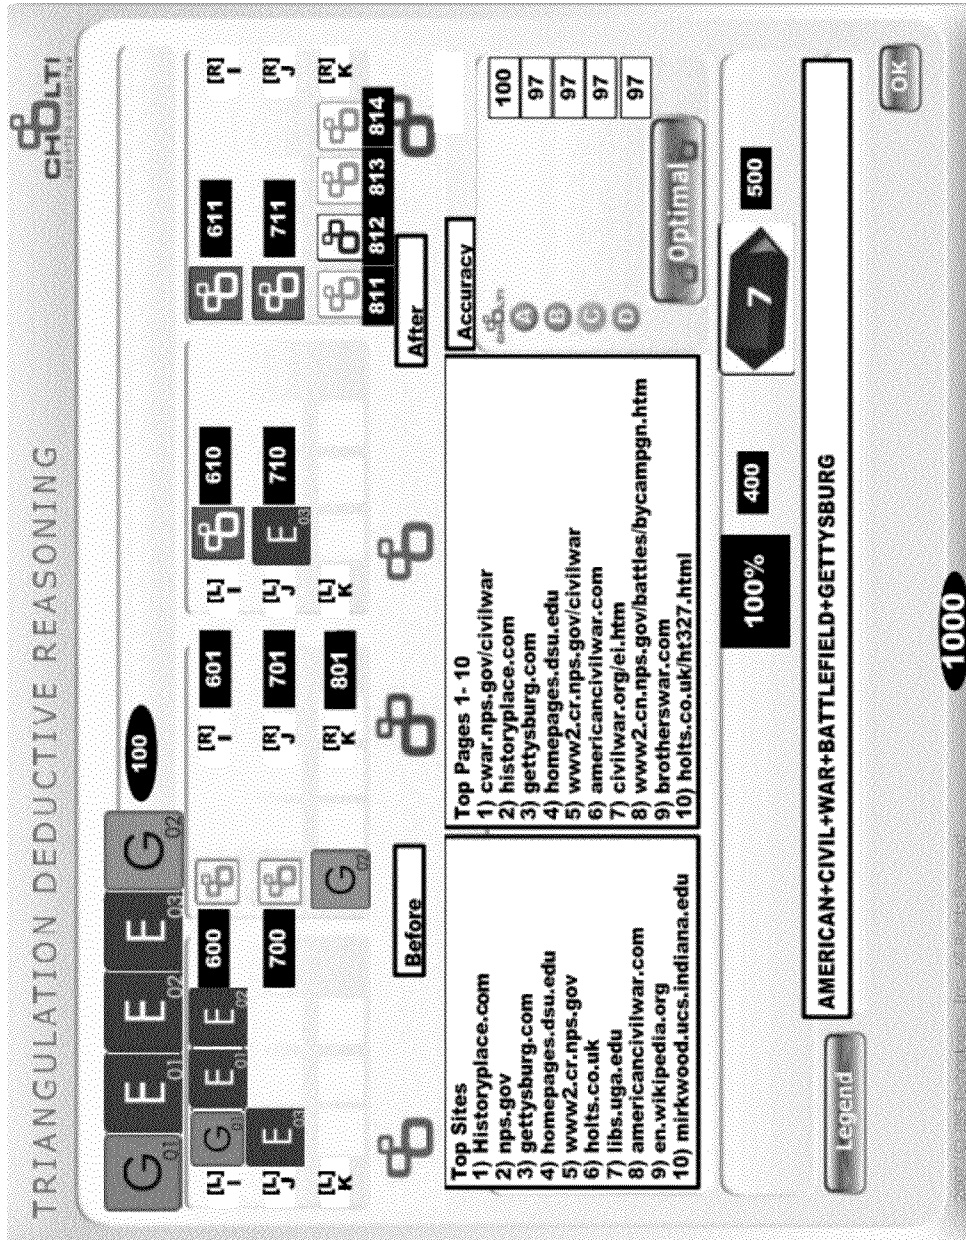 TRIANGULATION DEDUCTIVE REASONING
CHOLTI
G 01
E 01
E 02
E 03
G 02
100
[L] I
G 01
E 01
E 02
600
601
[R] I
[L] I
610
611
[R] I
[L] J
E 03
700
701
[R] J
[L] J
E 03
710
711
[R] J
[L] K
G 02
801
[R] K
[L] K
[R] K
811
812
813
814
Before
After
Top Sites
1) Historyplace.com
2) nps.gov
3) gettysburg.com
4) homepages.dsu.edu
5) www2.cr.nps.gov
6) holts.co.uk
7) libs.uga.edu
8) americancivilwar.com
9) en.wikipedia.org
10) mirkwood.ucs.indiana.edu
Top Pages 1- 10
1) cwar.nps.gov/civilwar
2) historyplace.com
3) gettysburg.com
4) homepages.dsu.edu
5) www2.cr.nps.gov/civilwar
6) americancivilwar.com
7) civilwar.org/ei.htm
8) www2.cn.nps.gov/battles/bycampgn.htm
9) brotherswar.com
10) holts.co.uk/ht327.html
Accuracy
100
A 97
B 97
C 97
D 97
Optimal
100%
400
7
500
AMERICAN+CIVIL+WAR+BATTLEFIELD+GETTYSBURG
Legend
OK
1000